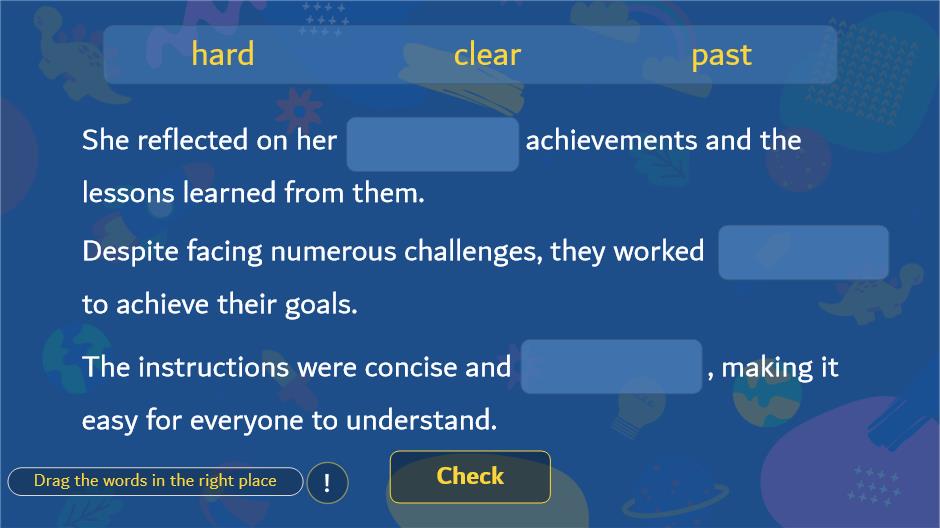 hard clear past
She reflected on her achievements and the
lessons learned from them.
Despite facing numerous challenges, they worked
to achieve their goals.
The instructions were concise and , making it
easy for everyone to understand.
Drag the words in the right place ! Check